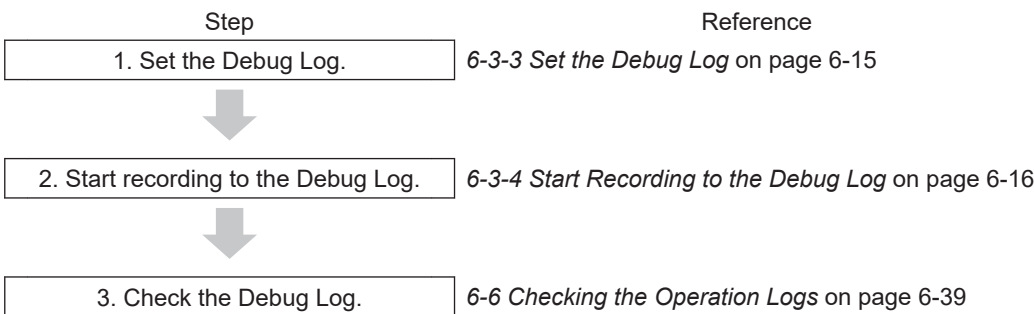 Step Reference
1. Set the Debug Log. 6-3-3 Set the Debug Log on page 6-15
2. Start recording to the Debug Log. 6-3-4 Start Recording to the Debug Log on page 6-16
3. Check the Debug Log. 6-6 Checking the Operation Logs on page 6-39